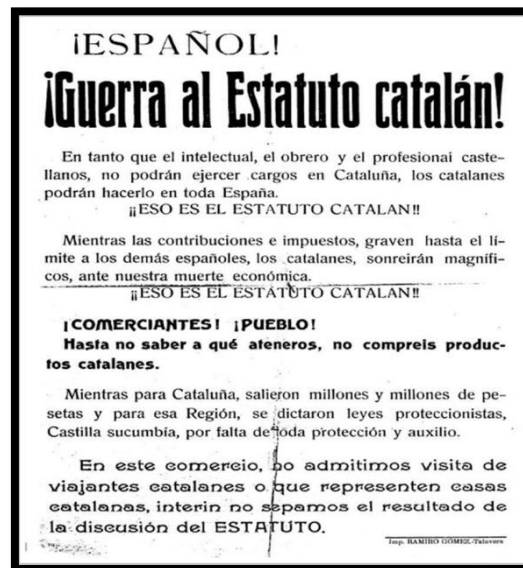 ¡ESPAÑOL!
¡Guerra al Estatuto catalán!
En tanto que el intelectual, el obrero y el profesional caste-
llanos, no podrán ejercer cargos en Cataluña, los catalanes
podrán hacerlo en toda España.
¡¡ESO ES EL ESTATUTO CATALAN!!
Mientras las contribuciones e impuestos, graven hasta el lí-
mite a los demás españoles, los catalanes, sonreirán magnífi-
cos, ante nuestra muerte económica.
¡¡ESO ES EL ESTATUTO CATALAN!!
¡COMERCIANTES! ¡PUEBLO!
Hasta no saber a qué ateneros, no compreis produc-
tos catalanes.
Mientras para Cataluña, salieron millones y millones de pe-
setas y para esa Región, se dictaron leyes proteccionistas,
Castilla sucumbía, por falta de toda protección y auxilio.
En este comercio, no admitimos visita de
viajantes catalanes o que representen casas
catalanas, interin no sepamos el resultado de
la discusión del ESTATUTO.
Imp. RAMIRO GOMEZ-Talavera